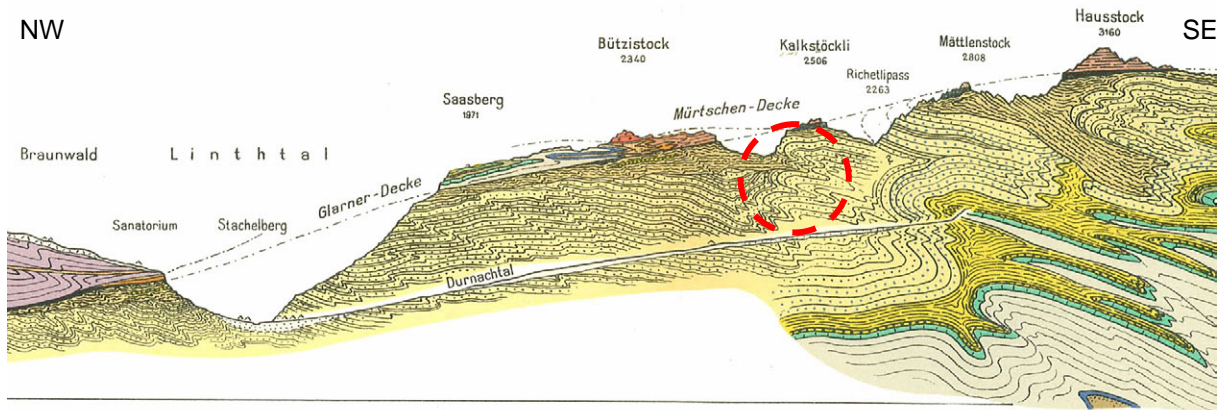 NW
SE
Hausstock
3160
Bützistock
2340
Kalkstöckli
2506
Mättlenstock
2808
Richetlipass
2263
Saasberg
1971
Mürtschen-Decke
Braunwald
Linthtal
Glarner-Decke
Sanatorium
Stachelberg
Durnachtal